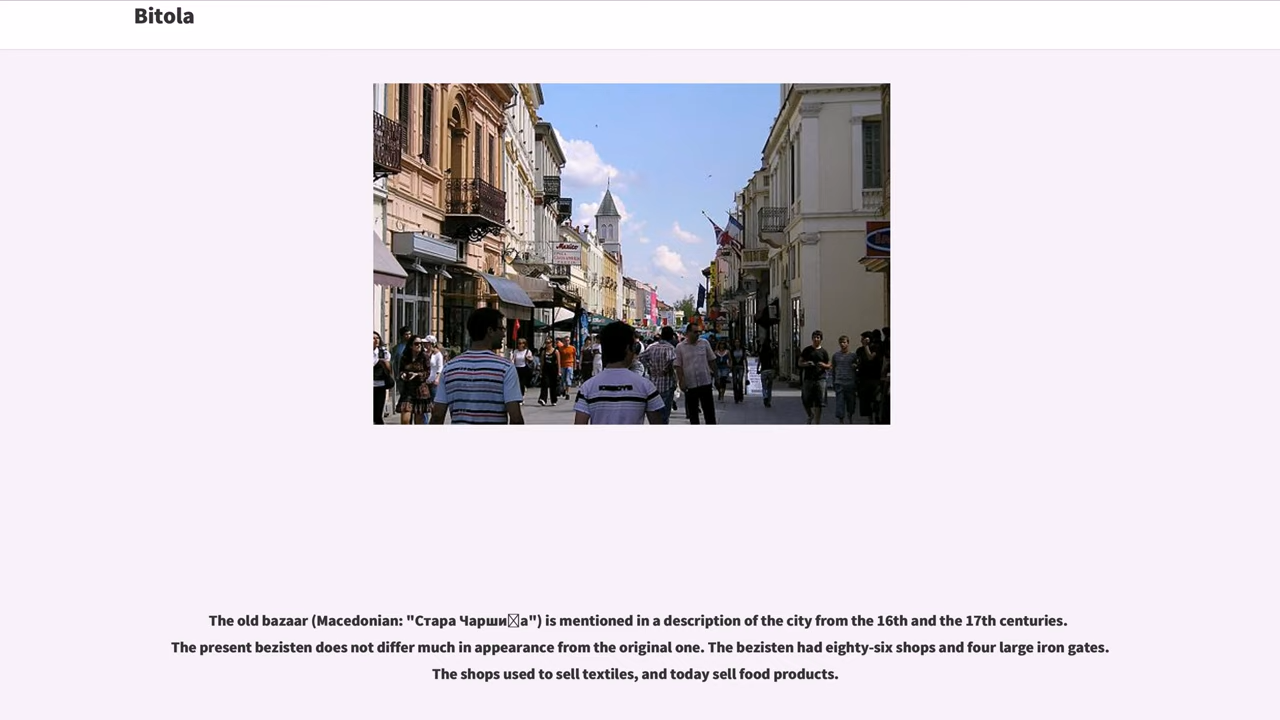 Bitola
Mexico
The old bazaar (Macedonian: "Стара Чарши□а") is mentioned in a description of the city from the 16th and the 17th centuries.
The present bezisten does not differ much in appearance from the original one. The bezisten had eighty-six shops and four large iron gates.
The shops used to sell textiles, and today sell food products.